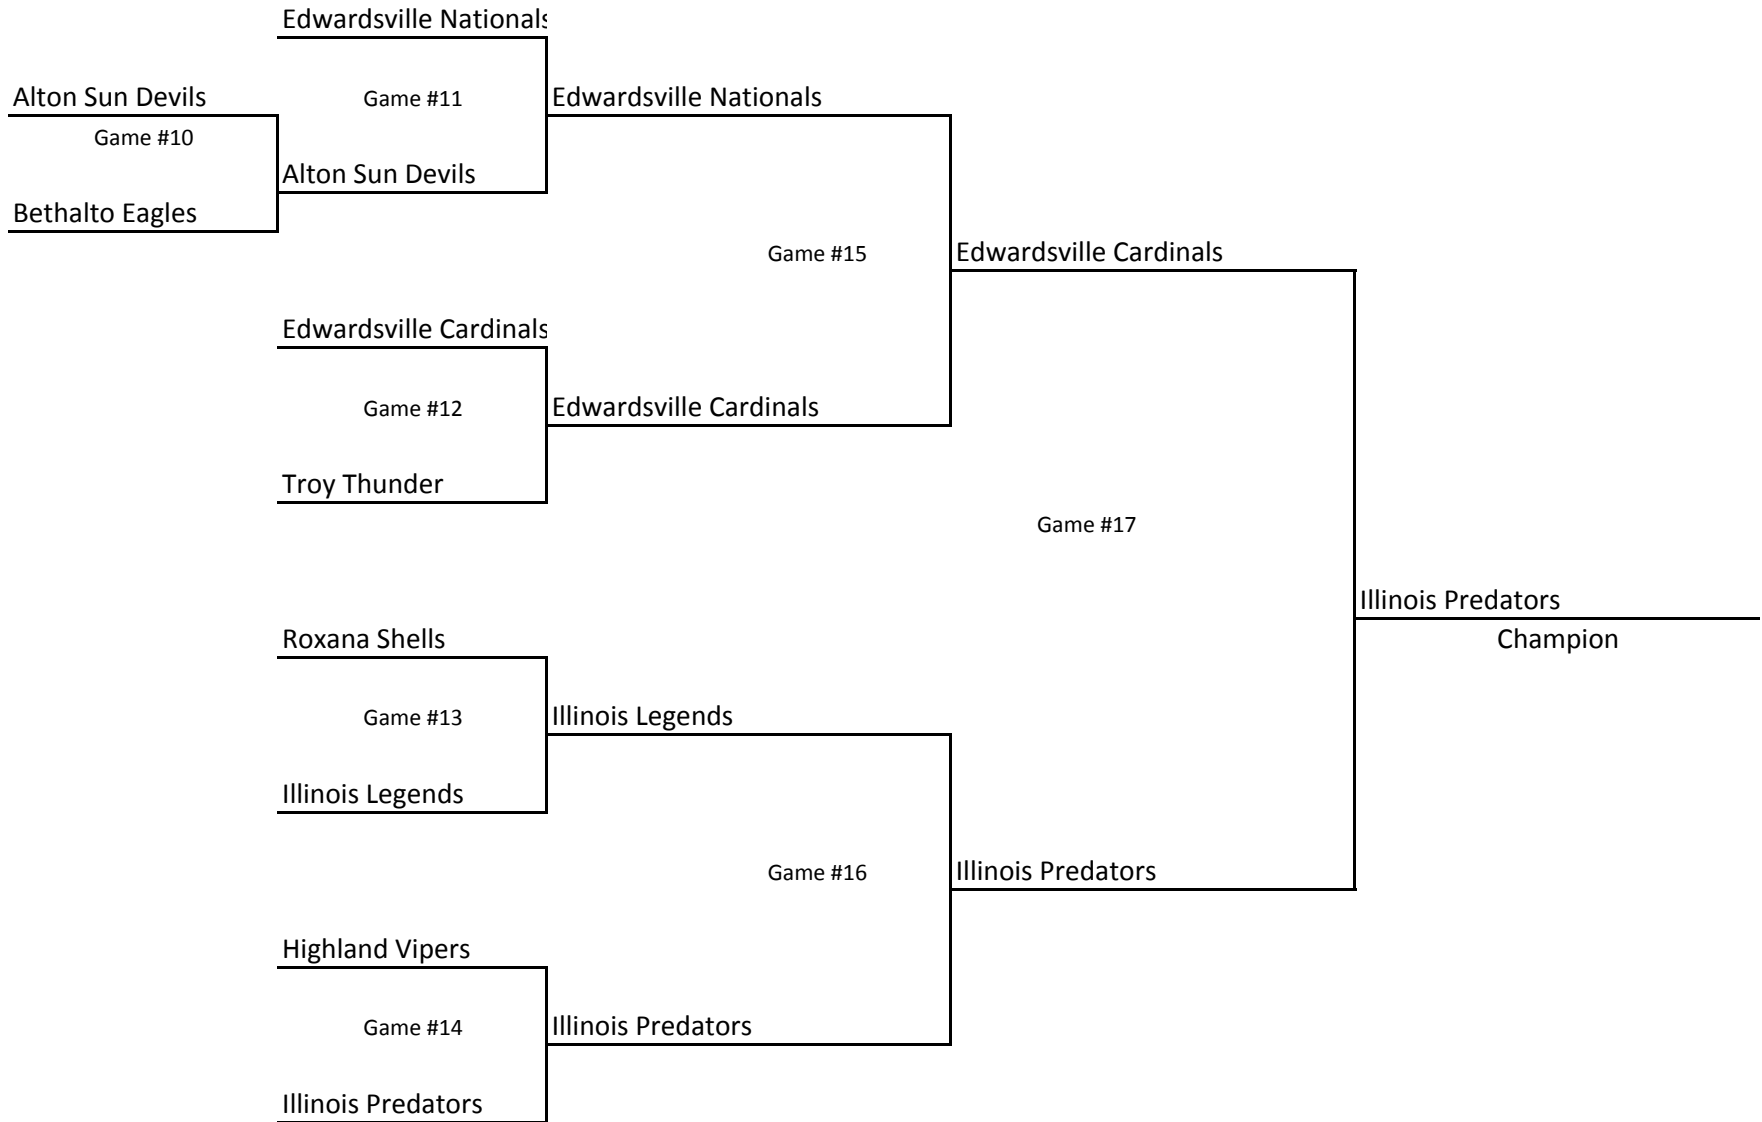 Edwardsville Nationals
Alton Sun Devils
Game #11
Edwardsville Nationals
Game #10
Alton Sun Devils
Bethalto Eagles
Game #15
Edwardsville Cardinals
Edwardsville Cardinals
Game #12
Edwardsville Cardinals
Troy Thunder
Game #17
Illinois Predators
Roxana Shells
Champion
Game #13
Illinois Legends
Illinois Legends
Game #16
Illinois Predators
Highland Vipers
Game #14
Illinois Predators
Illinois Predators